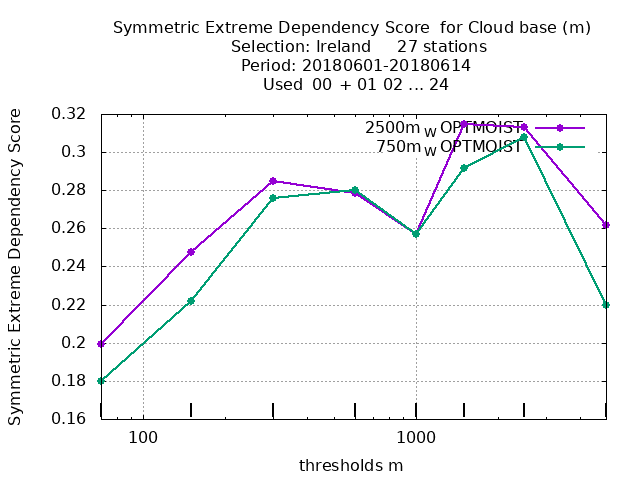 Symmetric Extreme Dependency Score for Cloud base (m)
Selection: Ireland 27 stations
Period: 20180601-20180614
Used 00 + 01 02 ... 24
Symmetric Extreme Dependency Score
0.32
0.3
0.28
0.26
0.24
0.22
0.2
0.18
0.16
2500m W OPTMOIST
750m W OPTMOIST
100
1000
thresholds m